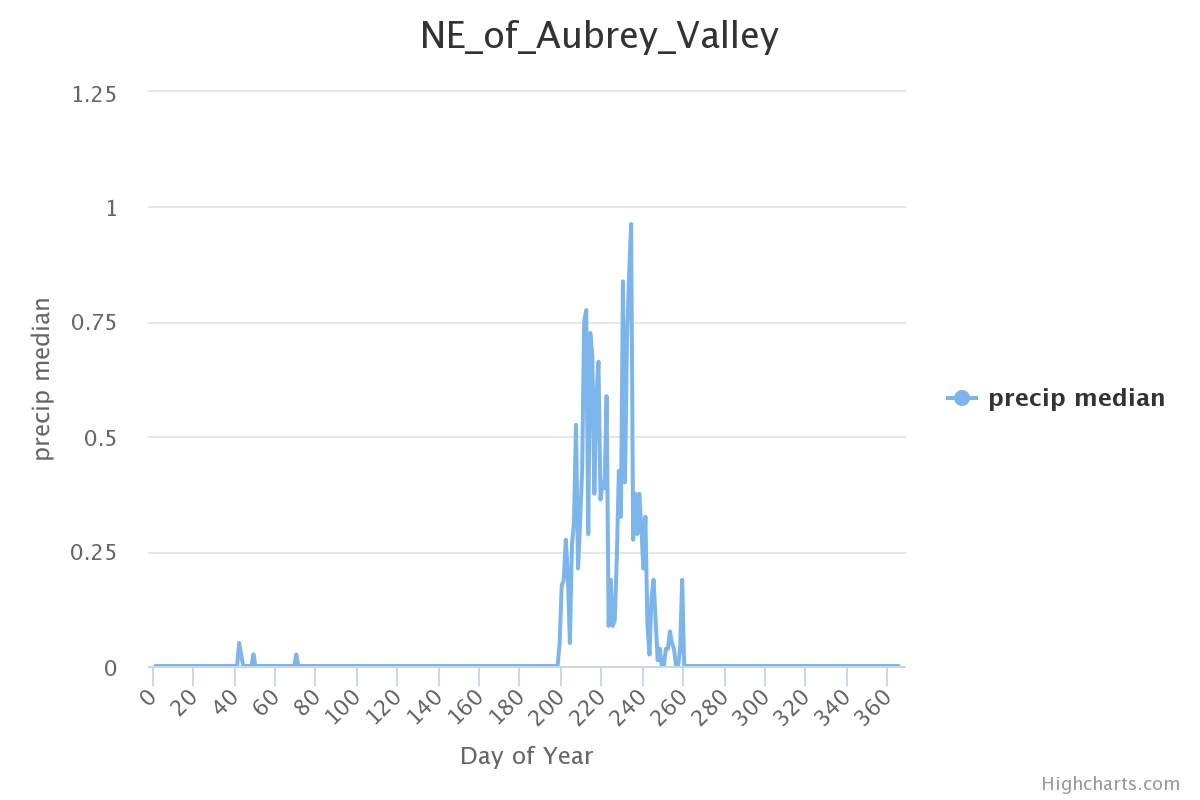 NE_of_Aubrey_Valley
1.25
1
0.75
0.5
0.25
0
precip median
0 20 40 60 80 100 120 140 160 180 200 220 240 260 280 300 320 340 360
Day of Year
precip median
Highcharts.com